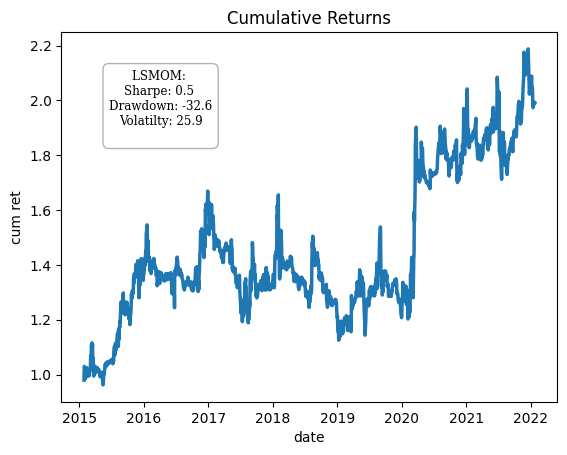 Cumulative Returns
2.2
2.0
1.8
1.6
1.4
1.2
1.0
cum ret
LSMOM:
Sharpe: 0.5
Drawdown: -32.6
Volatilty: 25.9
2015 2016 2017 2018 2019 2020 2021 2022
date